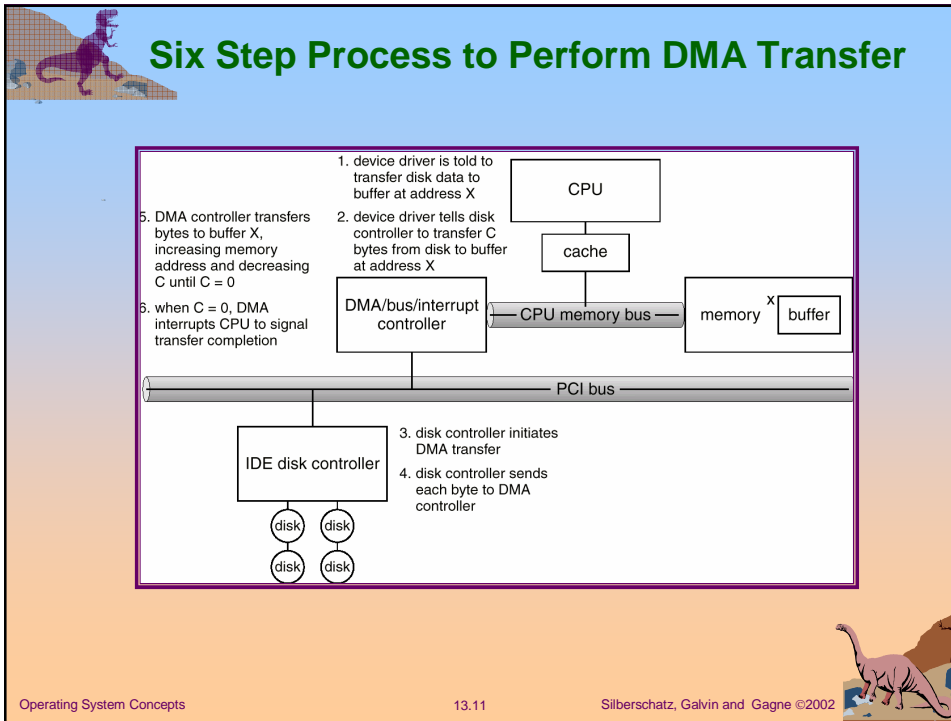 Six Step Process to Perform DMA Transfer
1. device driver is told to
transfer disk data to
buffer at address X
2. device driver tells disk
controller to transfer C
bytes from disk to buffer
at address X
5. DMA controller transfers
bytes to buffer X,
increasing memory
address and decreasing
C until C = 0
6. when C = 0, DMA
interrupts CPU to signal
transfer completion
CPU
cache
DMA/bus/interrupt
controller
CPU memory bus
memory
X
buffer
PCI bus
IDE disk controller
3. disk controller initiates
DMA transfer
4. disk controller sends
each byte to DMA
controller
disk disk
disk disk
Operating System Concepts
13.11
Silberschatz, Galvin and Gagne ©2002